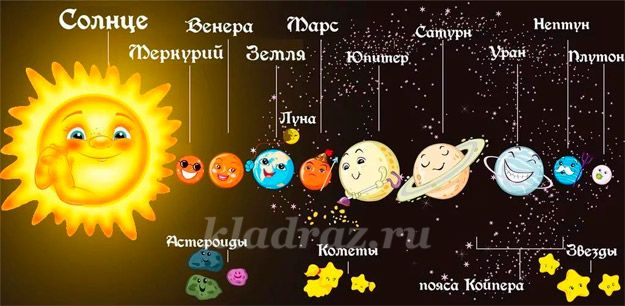 Солнце
Меркурий
Венера
Земля
Луна
Марс
Юпитер
Сатурн
Уран
Нептун
Плутон
kladraz.ru
Астероиды
Кометы
пояса Койпера
Звезды